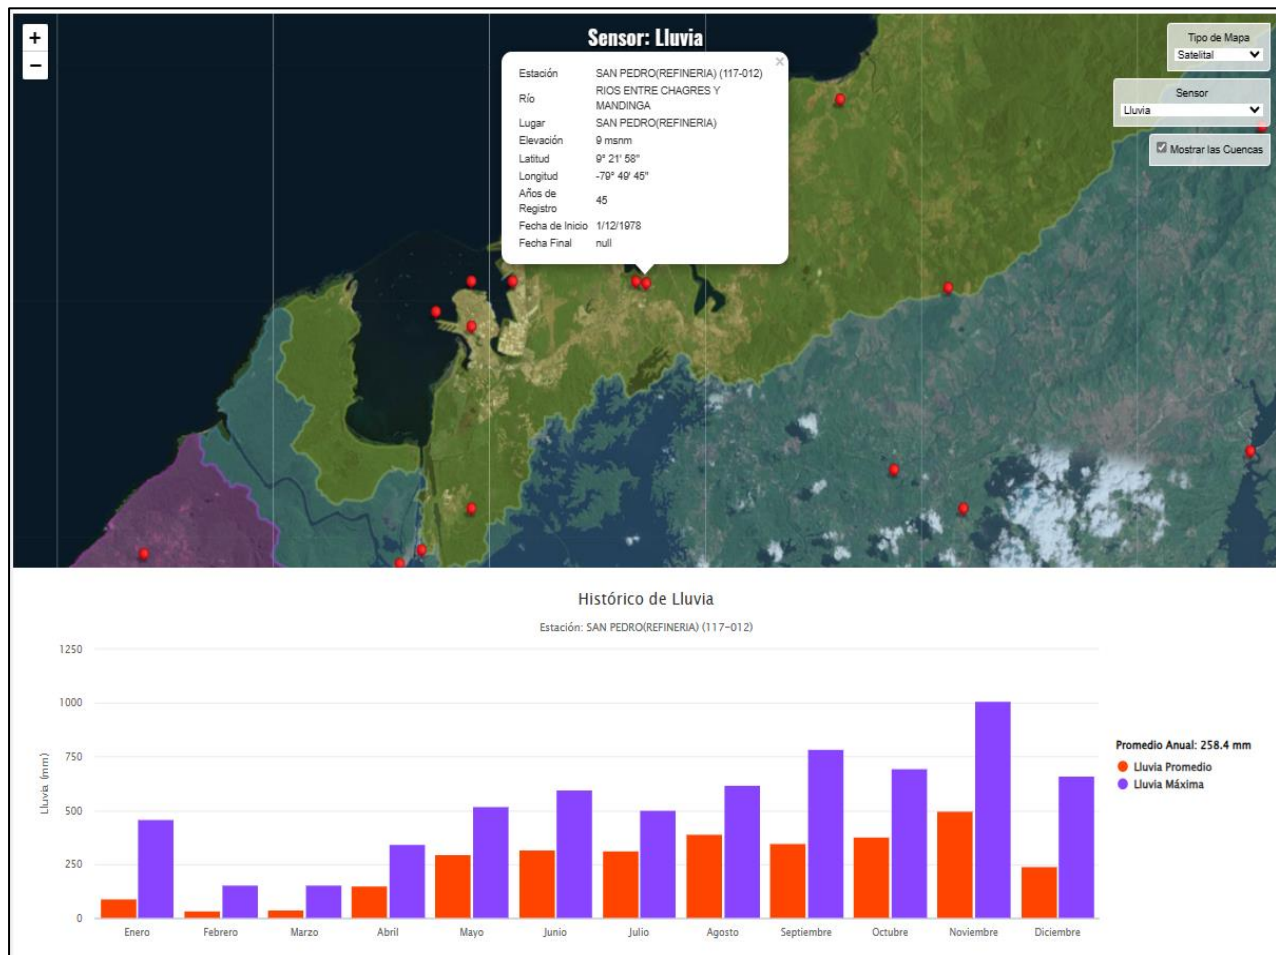 +
−
Sensor: Lluvia
Tipo de Mapa
Satelital
Sensor
Lluvia
Mostrar las Cuencas
×
Estación SAN PEDRO(REFINERIA) (117-012)
Río RIOS ENTRE CHAGRES Y
MANDINGA
Lugar SAN PEDRO(REFINERIA)
Elevación 9 msnm
Latitud 9° 21' 58"
Longitud -79° 49' 45"
Años de
Registro 45
Fecha de Inicio 1/12/1978
Fecha Final null
Histórico de Lluvia
Estación: SAN PEDRO(REFINERIA) (117-012)
Lluvia (mm)
1250
1000
750
500
250
0
Enero Febrero Marzo Abril Mayo Junio Julio Agosto Septiembre Octubre Noviembre Diciembre
Promedio Anual: 258.4 mm
Lluvia Promedio
Lluvia Máxima